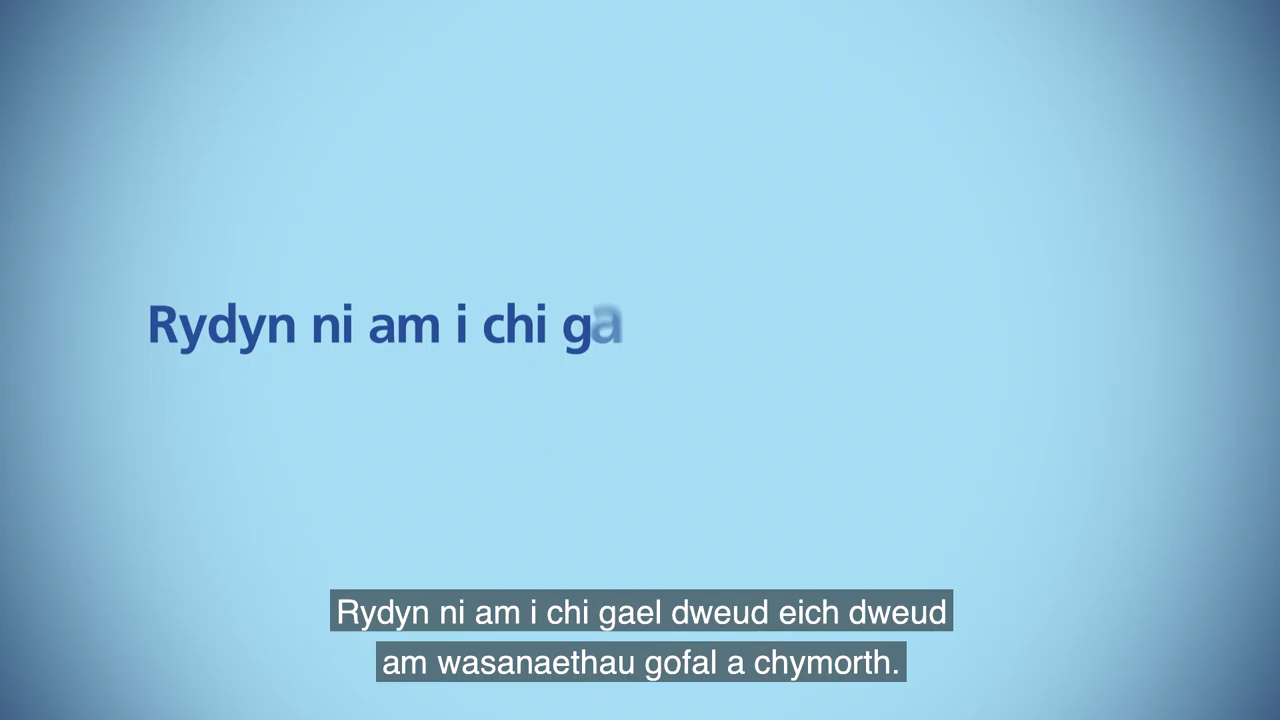 Rydyn ni am i chi ga
Rydyn ni am i chi gael dweud eich dweud
am wasanaethau gofal a chymorth.